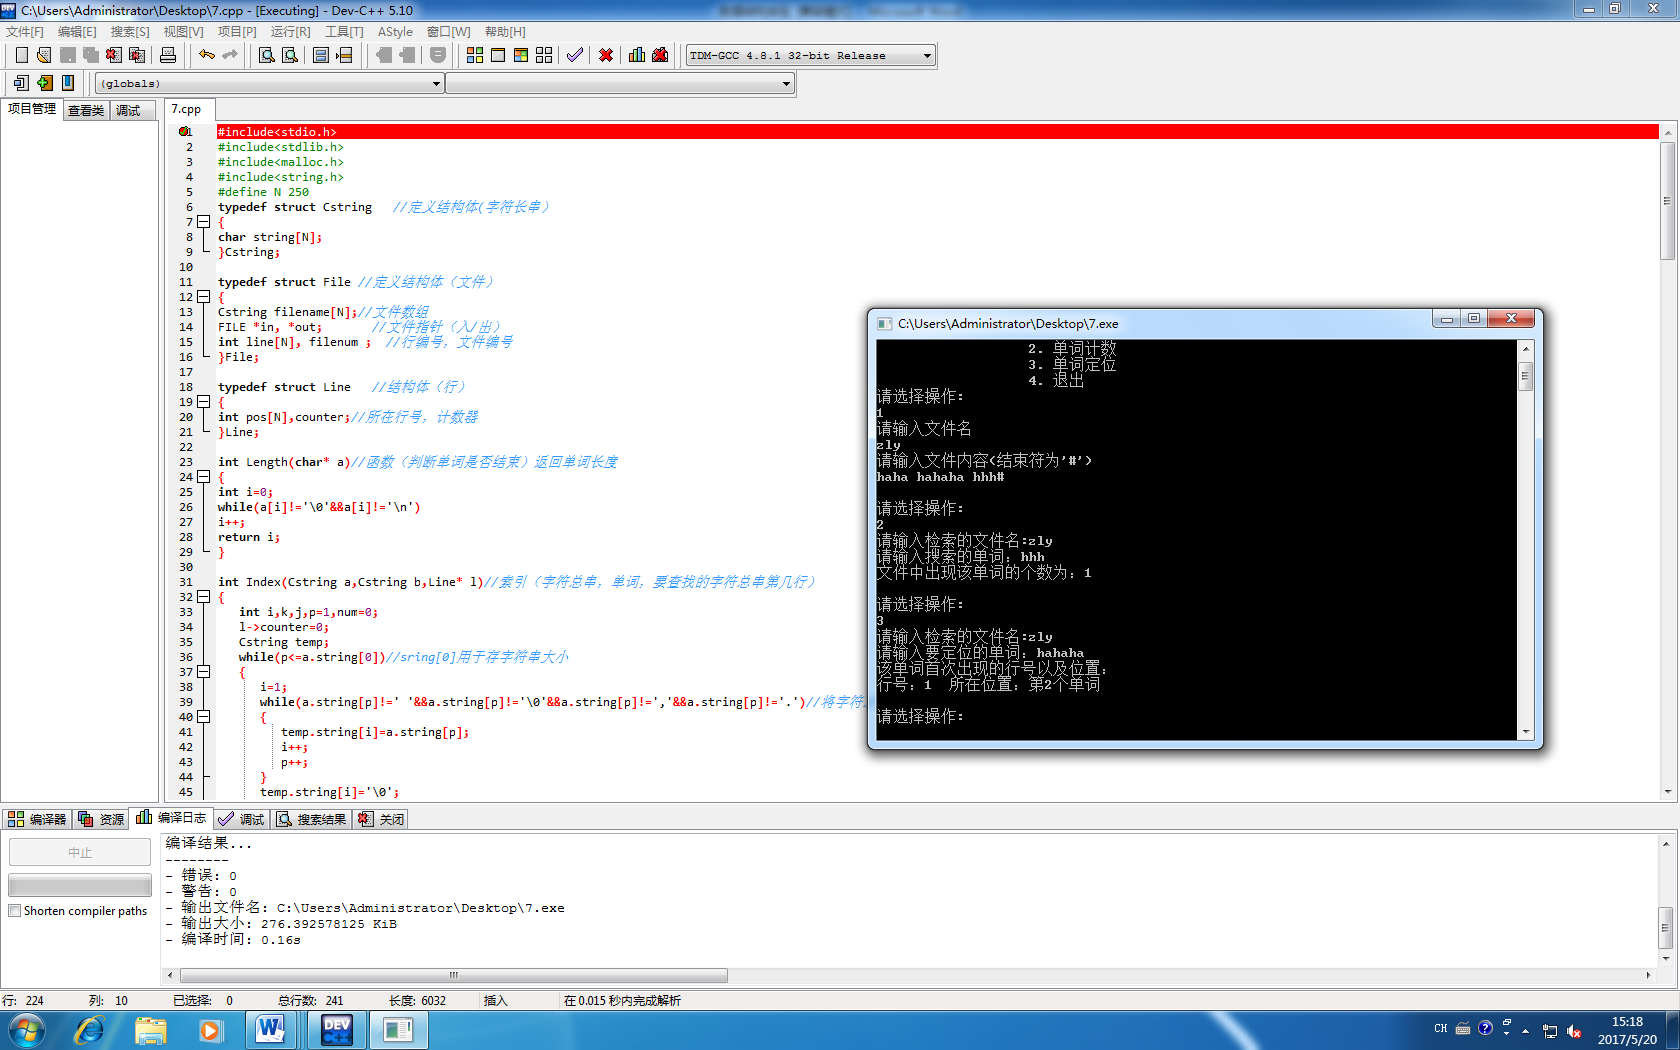 C:\Users\Administrator\Desktop\7.cpp - [Executing] - Dev-C++ 5.10
文件[F] 编辑[E] 搜索[S] 视图[V] 项目[P] 运行[R] 工具[T] AStyle 窗口[W] 帮助[H]
TDM-GCC 4.8.1 32-bit Release
(globals)
项目管理 查看类 调试 7.cpp
1 #include<stdio.h>
2 #include<stdlib.h>
3 #include<malloc.h>
4 #include<string.h>
5 #define N 250
6 typedef struct Cstring //定义结构体(字符长串)
7 {
8 char string[N];
9 }Cstring;
10
11 typedef struct File //定义结构体（文件）
12 {
13 Cstring filename[N];//文件数组
14 FILE *in, *out; //文件指针（入/出）
15 int line[N], filenum ; //行编号，文件编号
16 }File;
17
18 typedef struct Line //结构体（行）
19 {
20 int pos[N],counter;//所在行号，计数器
21 }Line;
22
23 int Length(char* a)//函数（判断单词是否结束）返回单词长度
24 {
25 int i=0;
26 while(a[i]!='\0'&&a[i]!='\n')
27 i++;
28 return i;
29 }
30
31 int Index(Cstring a,Cstring b,Line* l)//索引（字符总串，单词，要查找的字符总串第几行）
32 {
33 int i,k,j,p=1,num=0;
34 l->counter=0;
35 Cstring temp;
36 while(p<=a.string[0])//sring[0]用于存字符串大小
37 {
38 i=1;
39 while(a.string[p]!=' '&&a.string[p]!='\0'&&a.string[p]!=','&&a.string[p]!='.')//将字符
40 {
41 temp.string[i]=a.string[p];
42 i++;
43 p++;
44 }
45 temp.string[i]='\0';
C:\Users\Administrator\Desktop\7.exe
2. 单词计数
3. 单词定位
4. 退出
请选择操作:
1
请输入文件名
zly
请输入文件内容(结束符为'#')
haha hahaha hhh#
请选择操作:
2
请输入检索的文件名:zly
请输入搜索的单词: hhh
文件中出现该单词的个数为: 1
请选择操作:
3
请输入检索的文件名:zly
请输入要定位的单词: hahaha
该单词首次出现的行号以及位置:
行号: 1 所在位置: 第2个单词
请选择操作:
编译器 资源 编译日志 调试 搜索结果 关闭
中止
Shorten compiler paths
编译结果...
--------
- 错误: 0
- 警告: 0
- 输出文件名: C:\Users\Administrator\Desktop\7.exe
- 输出大小: 276.392578125 KiB
- 编译时间: 0.16s
行: 224 列: 10 已选择: 0 总行数: 241 长度: 6032 插入 在 0.015 秒内完成解析
W DEV C++ CH 15:18
2017/5/20